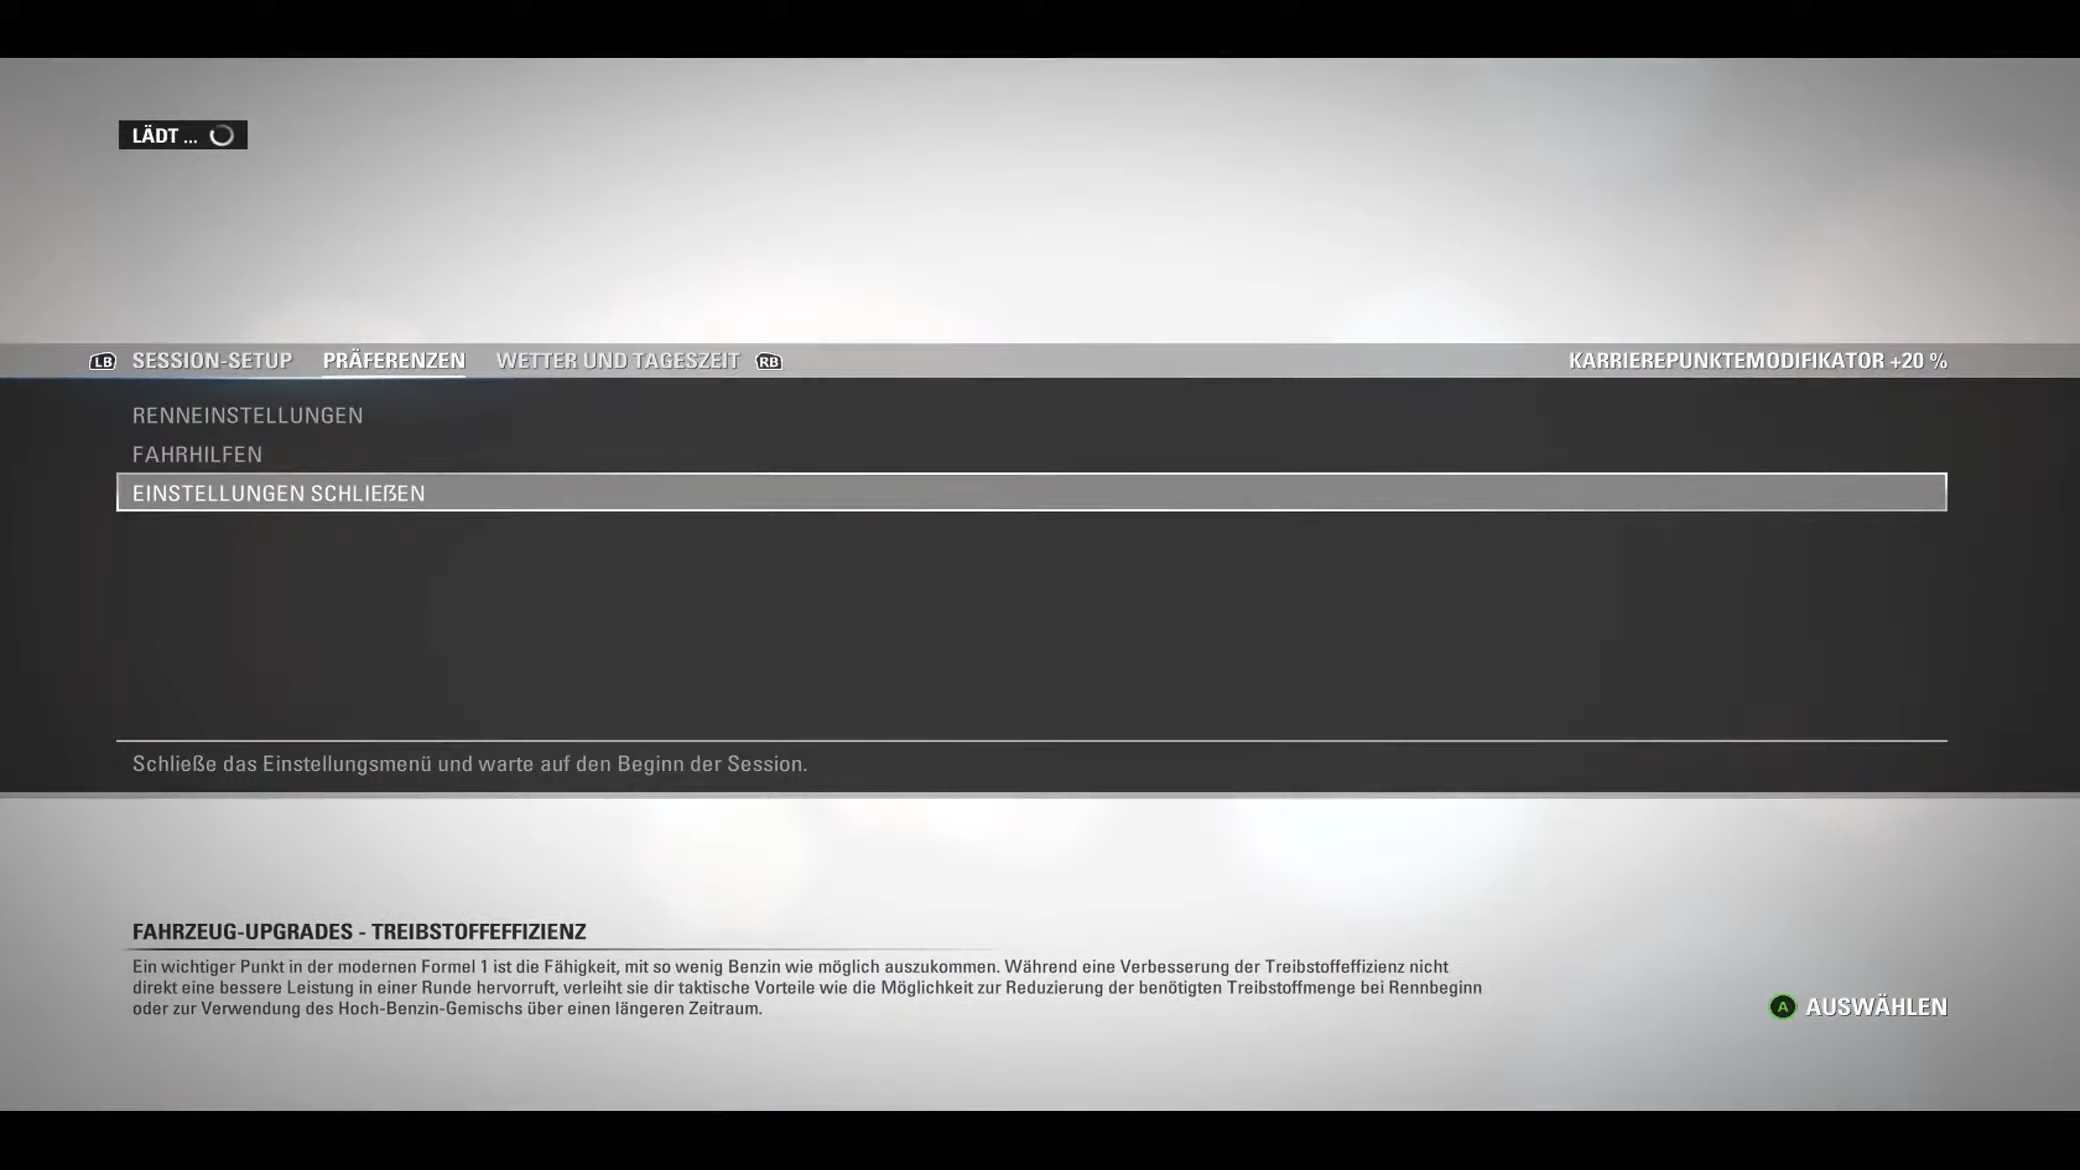 LÄDT ...
LB SESSION-SETUP PRÄFERENZEN WETTER UND TAGESZEIT RB KARRIEREPUNKTEMODIFIKATOR +20 %
RENNEINSTELLUNGEN
FAHRHILFEN
EINSTELLUNGEN SCHLIEßEN
Schließe das Einstellungsmenü und warte auf den Beginn der Session.
FAHRZEUG-UPGRADES - TREIBSTOFFEFFIZIENZ
Ein wichtiger Punkt in der modernen Formel 1 ist die Fähigkeit, mit so wenig Benzin wie möglich auszukommen. Während eine Verbesserung der Treibstoffeffizienz nicht
direkt eine bessere Leistung in einer Runde hervorruft, verleiht sie dir taktische Vorteile wie die Möglichkeit zur Reduzierung der benötigten Treibstoffmenge bei Rennbeginn
oder zur Verwendung des Hoch-Benzin-Gemischs über einen längeren Zeitraum.
A AUSWÄHLEN